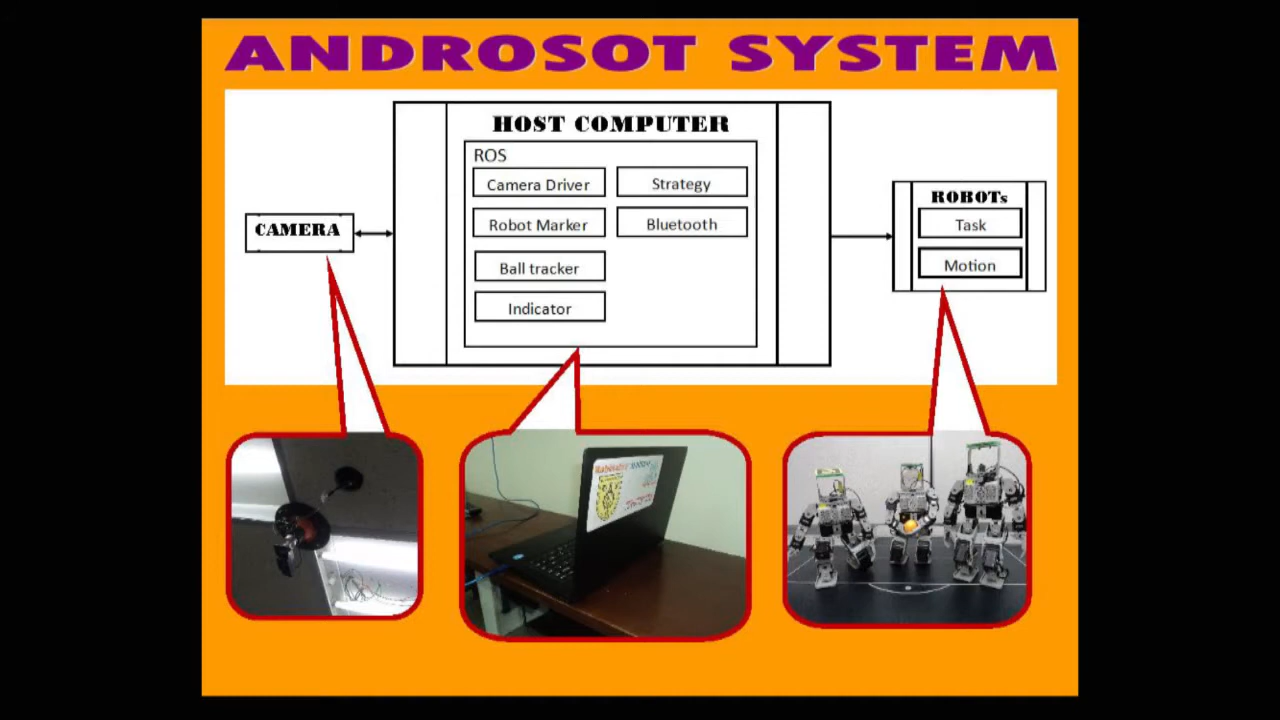 ANDROSOT SYSTEM
HOST COMPUTER
ROS
Camera Driver
Strategy
Robot Marker
Bluetooth
Ball tracker
Indicator
CAMERA
ROBOTs
Task
Motion